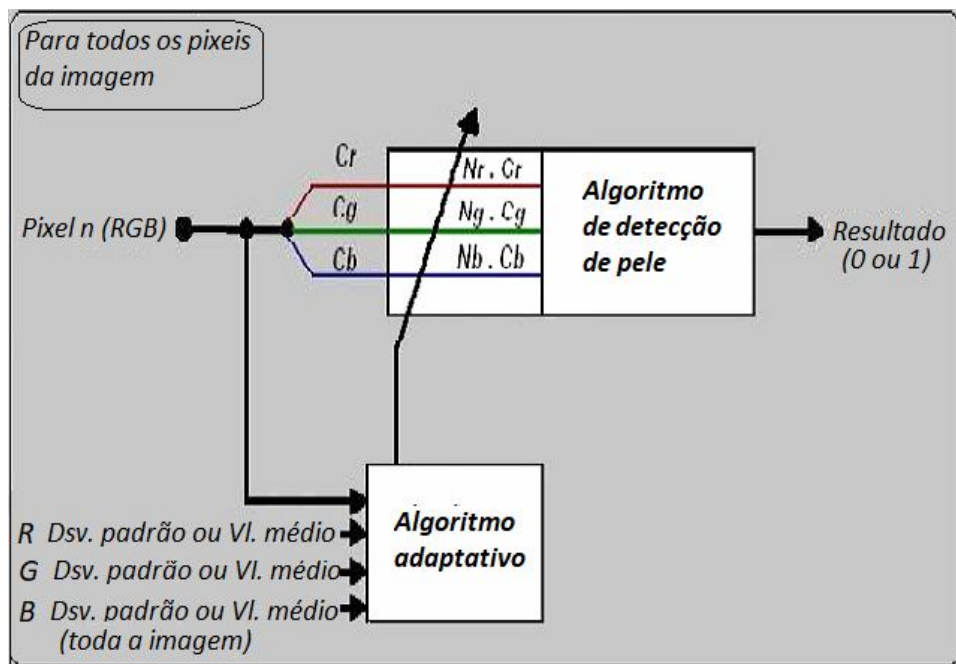 Para todos os pixeis
da imagem
Cr
Nr . Cr
Cg
Ng . Cg
Cb
Nb . Cb
Pixel n (RGB)
Algoritmo
de detecção
de pele
Resultado
(0 ou 1)
Algoritmo
adaptativo
R Dsv. padrão ou Vl. médio
G Dsv. padrão ou Vl. médio
B Dsv. padrão ou Vl. médio
(toda a imagem)